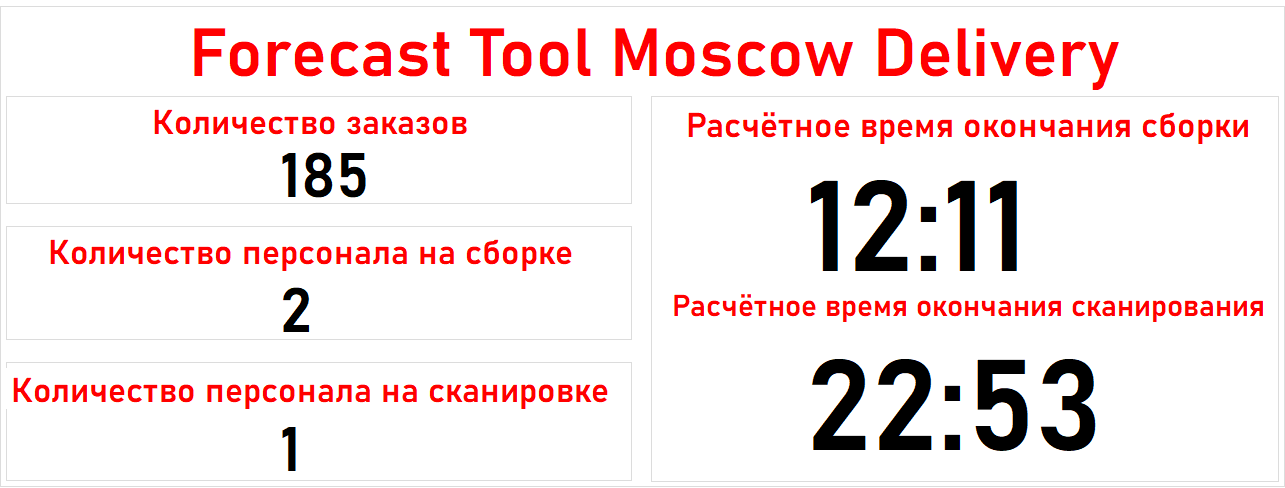 Forecast Tool Moscow Delivery
Количество заказов
185
Количество персонала на сборке
2
Количество персонала на сканировке
1
Расчётное время окончания сборки
12:11
Расчётное время окончания сканирования
22:53